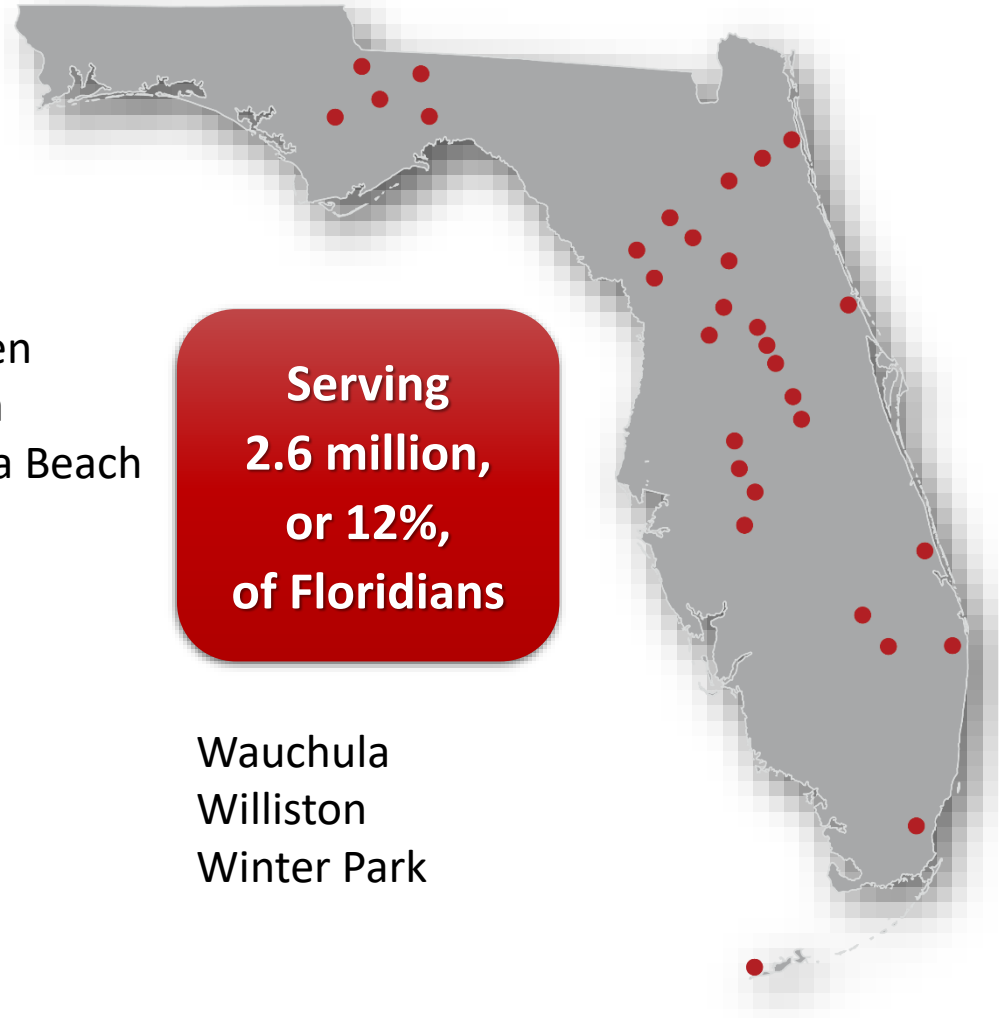 en
a Beach
Serving
2.6 million,
or 12%,
of Floridians
Wauchula
Williston
Winter Park